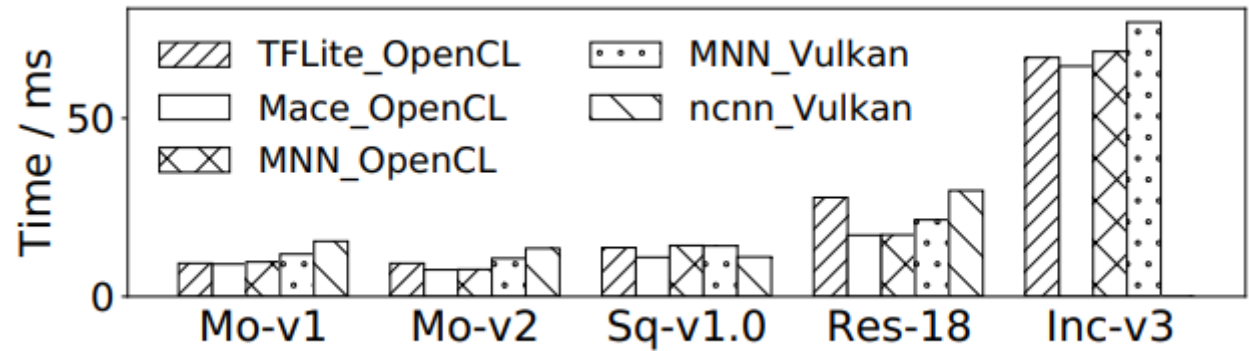 Time / ms
50
0
TFLite_OpenCL
Mace_OpenCL
MNN_OpenCL
MNN_Vulkan
ncnn_Vulkan
Mo-v1 Mo-v2 Sq-v1.0 Res-18 Inc-v3